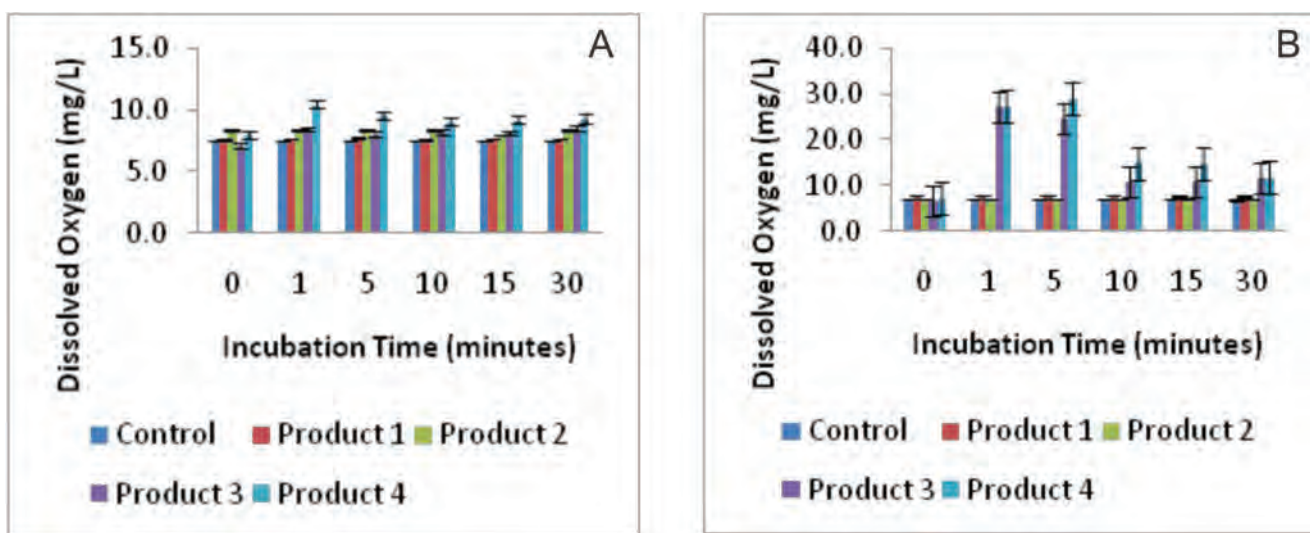 A
Dissolved Oxygen (mg/L)
15.0
10.0
5.0
0.0
0 1 5 10 15 30
Incubation Time (minutes)
Control Product 1 Product 2
Product 3 Product 4
B
Dissolved Oxygen (mg/L)
40.0
30.0
20.0
10.0
0.0
0 1 5 10 15 30
Incubation Time (minutes)
Control Product 1 Product 2
Product 3 Product 4